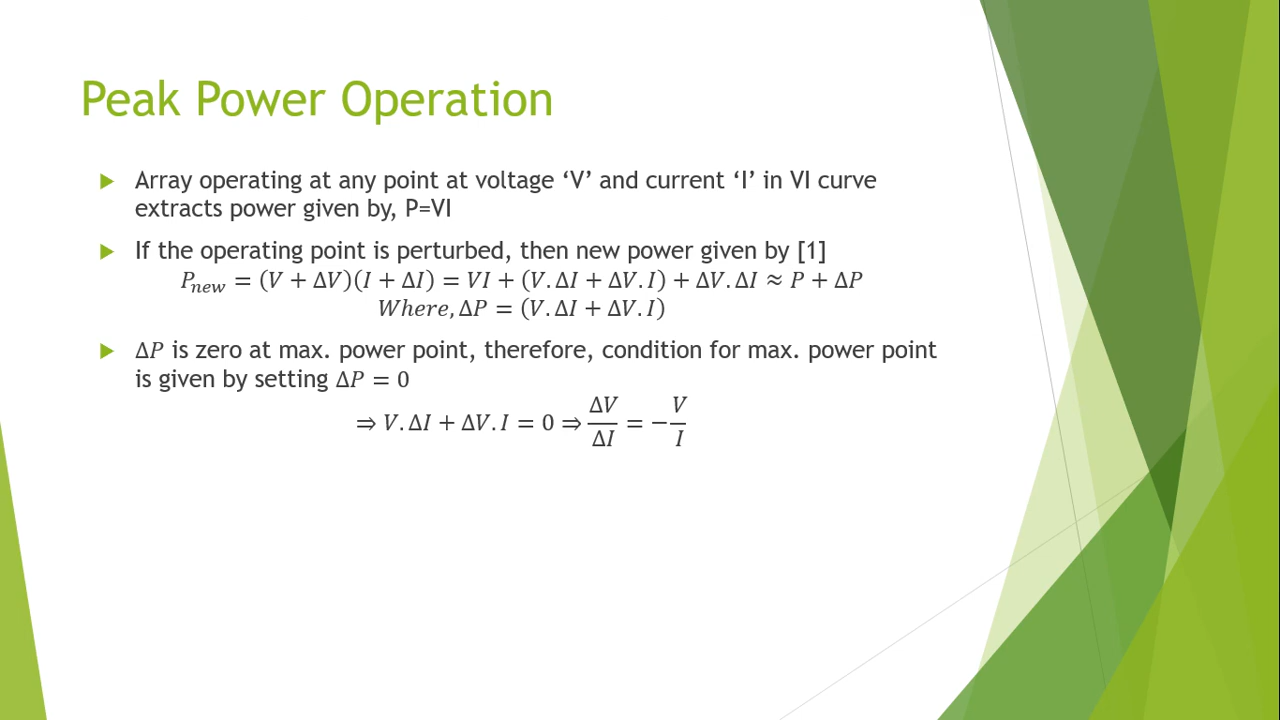 Peak Power Operation
Array operating at any point at voltage ‘V’ and current ‘I’ in VI curve
extracts power given by, P=VI
If the operating point is perturbed, then new power given by [1]
𝑃𝑛𝑒𝑤 = (𝑉 + Δ𝑉)(𝐼 + Δ𝐼) = 𝑉𝐼 + (𝑉. Δ𝐼 + Δ𝑉. 𝐼) + Δ𝑉. Δ𝐼 ≈ 𝑃 + Δ𝑃
𝑊ℎ𝑒𝑟𝑒, Δ𝑃 = (𝑉. Δ𝐼 + Δ𝑉. 𝐼)
Δ𝑃 is zero at max. power point, therefore, condition for max. power point
is given by setting Δ𝑃 = 0
⇒ 𝑉. Δ𝐼 + Δ𝑉. 𝐼 = 0 ⇒ Δ𝑉/Δ𝐼 = −𝑉/𝐼